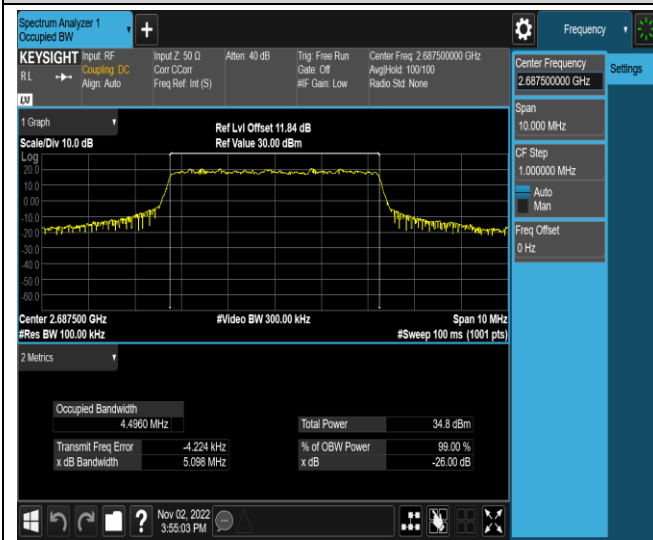 Spectrum Analyzer 1
Occupied BW
+
Frequency
KEYSIGHT
RL
Input: RF
Coupling: DC
Align: Auto
Input Z: 50 Ω
Corr CCorr
Freq Ref: Int (S)
Atten: 40 dB
Trig: Free Run
Gate: Off
#IF Gain: Low
Center Freq: 2.687500000 GHz
Avg|Hold: 100/100
Radio Std: None
Center Frequency
2.687500000 GHz
Settings
Span
10.000 MHz
CF Step
1.000000 MHz
Auto
Man
Freq Offset
0 Hz
1 Graph
Scale/Div 10.0 dB
Ref Lvl Offset 11.84 dB
Ref Value 30.00 dBm
Log
20.0
10.0
0.00
-10.0
-20.0
-30.0
-40.0
-50.0
-60.0
Center 2.687500 GHz
#Video BW 300.00 kHz
Span 10 MHz
#Res BW 100.00 kHz
#Sweep 100 ms (1001 pts)
2 Metrics
Occupied Bandwidth
4.4960 MHz
Total Power 34.8 dBm
Transmit Freq Error -4.224 kHz
% of OBW Power 99.00 %
x dB Bandwidth 5.098 MHz
x dB -26.00 dB
?
Nov 02, 2022
3:55:03 PM